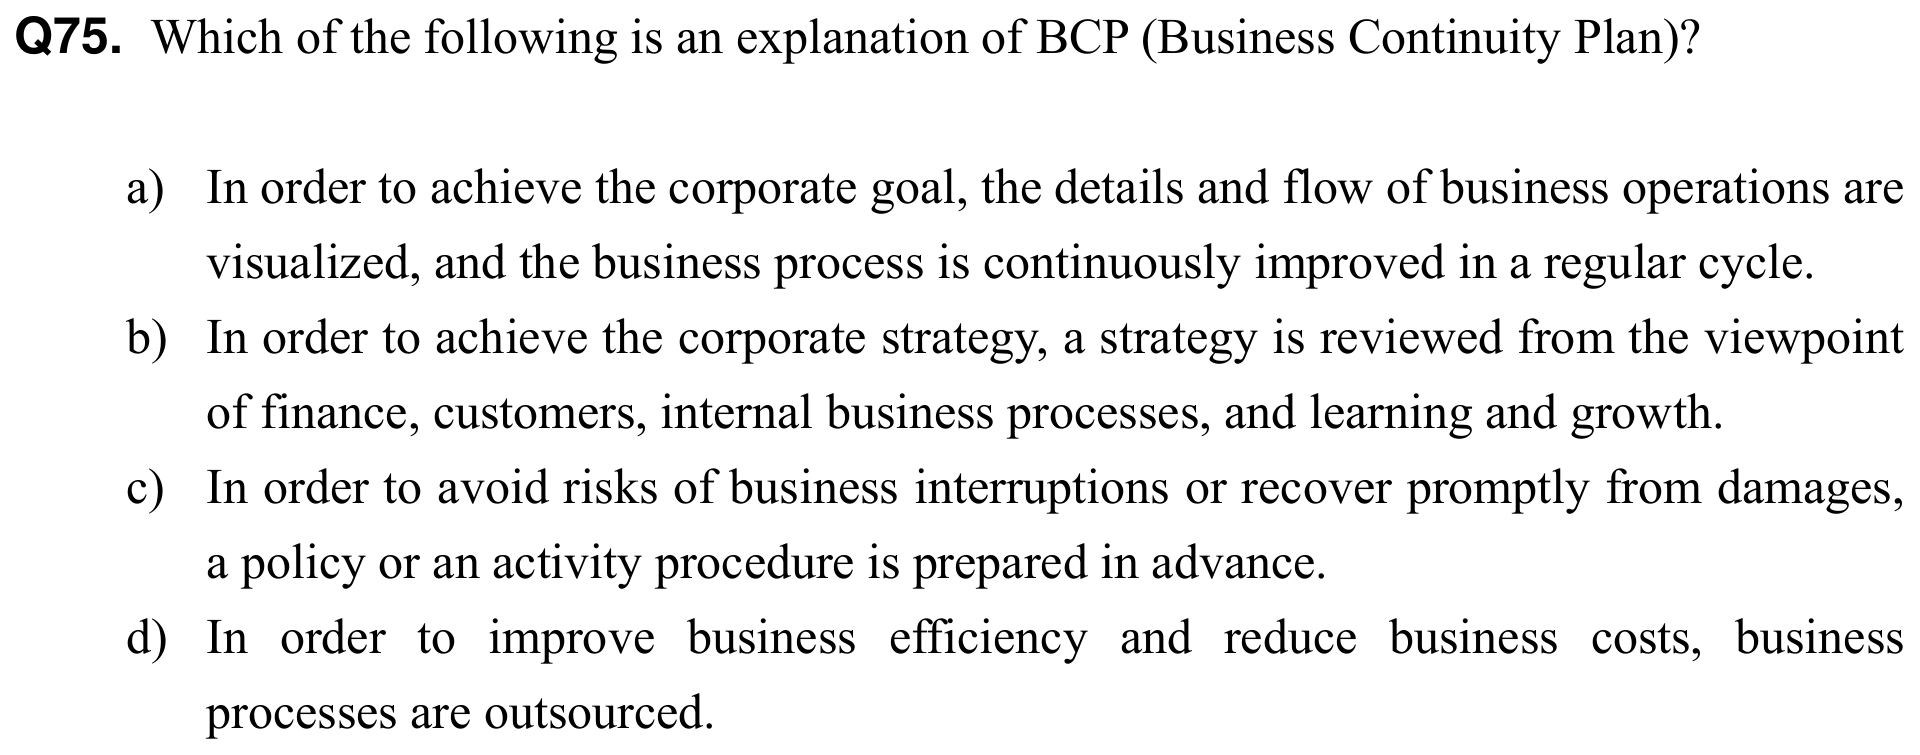 Q75. Which of the following is an explanation of BCP (Business Continuity Plan)?
a) In order to achieve the corporate goal, the details and flow of business operations are
visualized, and the business process is continuously improved in a regular cycle.
b) In order to achieve the corporate strategy, a strategy is reviewed from the viewpoint
of finance, customers, internal business processes, and learning and growth.
c) In order to avoid risks of business interruptions or recover promptly from damages,
a policy or an activity procedure is prepared in advance.
d) In order to improve business efficiency and reduce business costs, business
processes are outsourced.